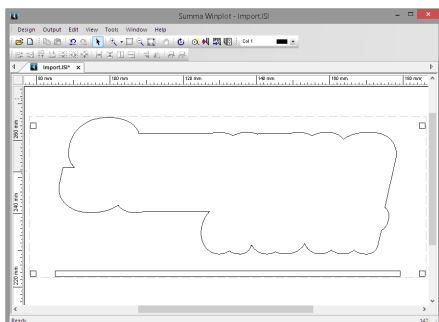 Summa Winplot - Import.ISI
Design Output Edit View Tools Window Help
Col 1
Import.ISI* x
80 mm 100 mm 120 mm 140 mm 160 mm 180 mm
260 mm
240 mm
220 mm
Ready